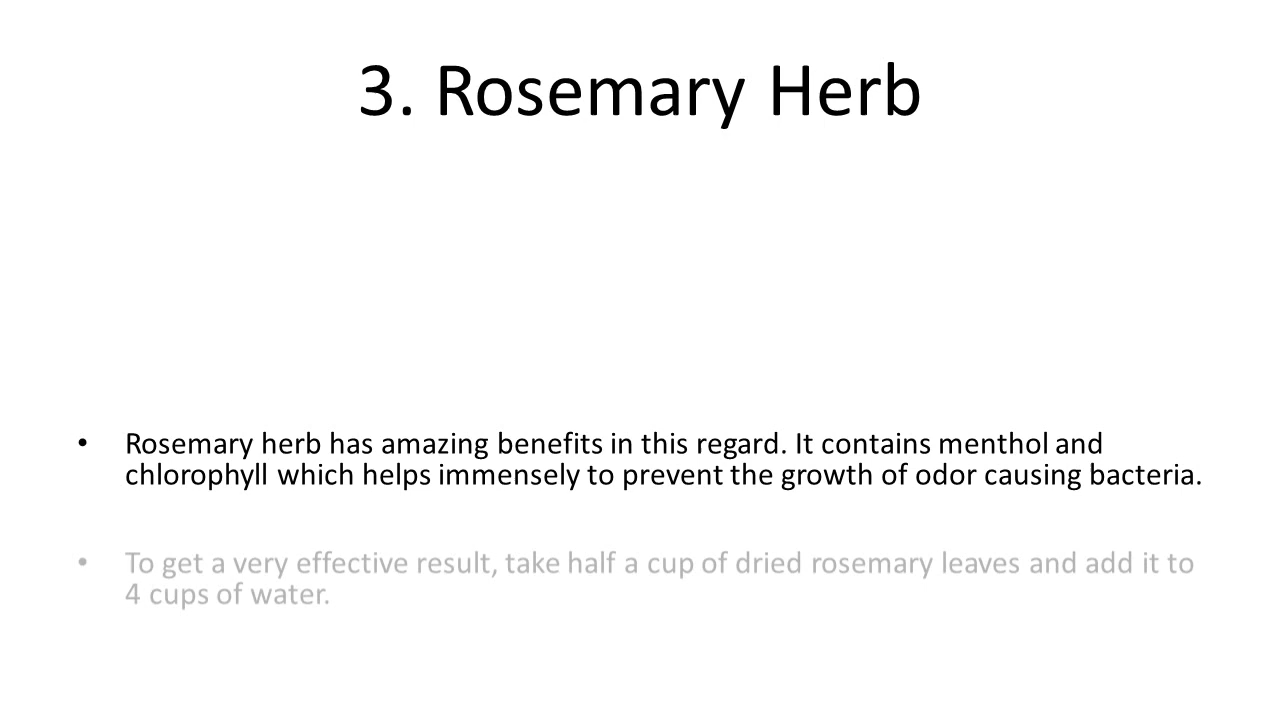 3. Rosemary Herb
• Rosemary herb has amazing benefits in this regard. It contains menthol and
chlorophyll which helps immensely to prevent the growth of odor causing bacteria.
• To get a very effective result, take half a cup of dried rosemary leaves and add it to
4 cups of water.